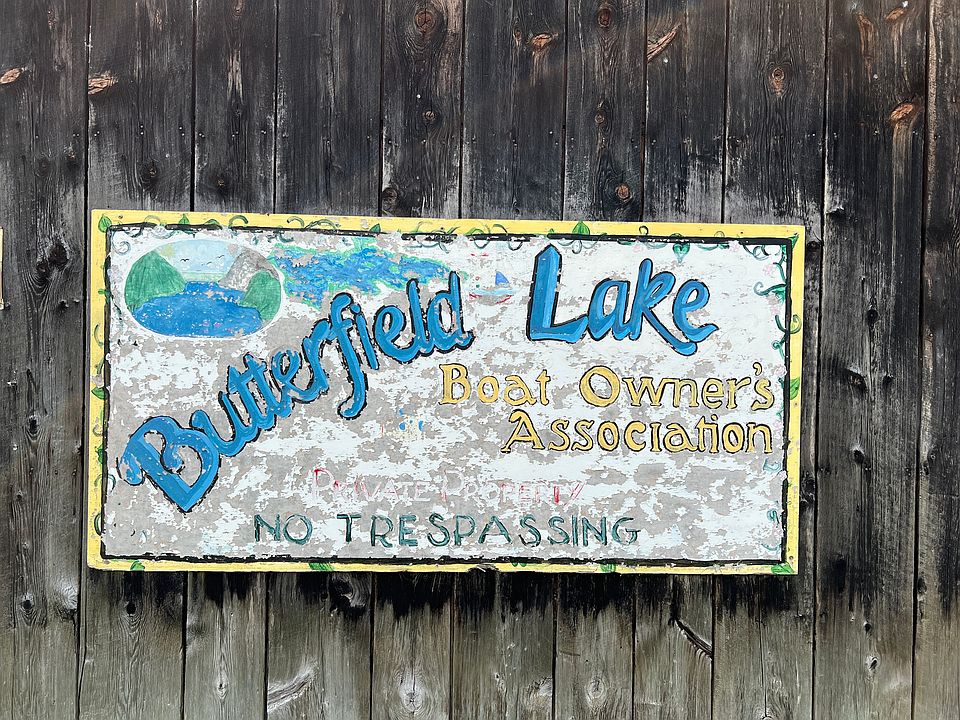 Butterfield Lake
Boat Owner's
Association
Private Property
NO TRESPASSING